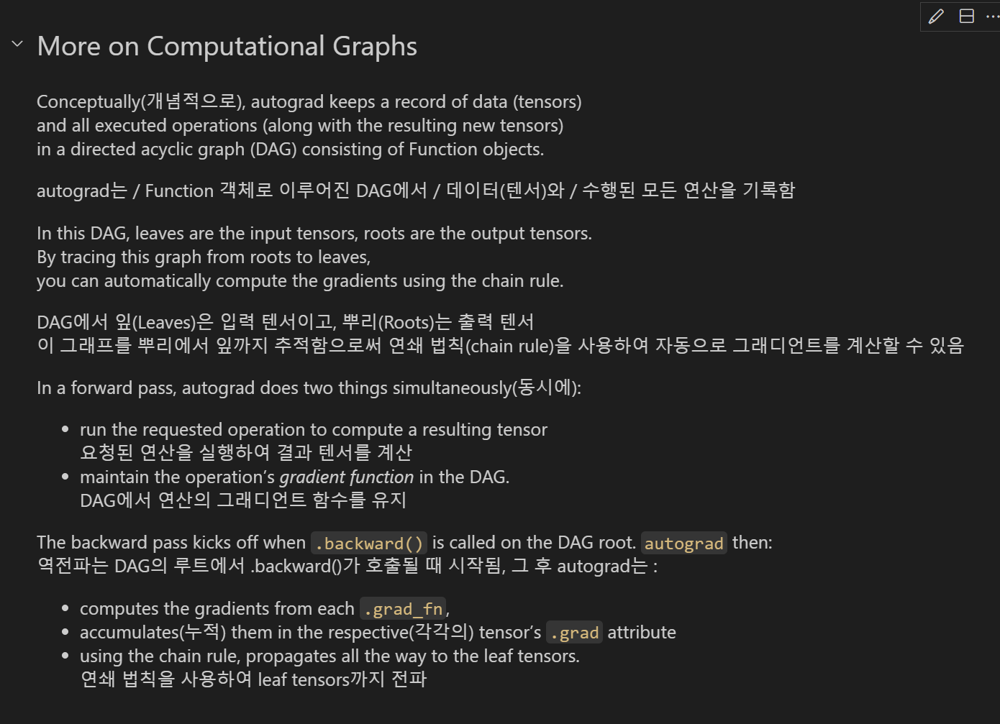 More on Computational Graphs
Conceptually(개념적으로), autograd keeps a record of data (tensors)
and all executed operations (along with the resulting new tensors)
in a directed acyclic graph (DAG) consisting of Function objects.
autograd는 / Function 객체로 이루어진 DAG에서 / 데이터(텐서)와 / 수행된 모든 연산을 기록함
In this DAG, leaves are the input tensors, roots are the output tensors.
By tracing this graph from roots to leaves,
you can automatically compute the gradients using the chain rule.
DAG에서 잎(Leaves)은 입력 텐서이고, 뿌리(Roots)는 출력 텐서
이 그래프를 뿌리에서 잎까지 추적함으로써 연쇄 법칙(chain rule)을 사용하여 자동으로 그래디언트를 계산할 수 있음
In a forward pass, autograd does two things simultaneously(동시에):
• run the requested operation to compute a resulting tensor
요청된 연산을 실행하여 결과 텐서를 계산
• maintain the operation’s gradient function in the DAG.
DAG에서 연산의 그래디언트 함수를 유지
The backward pass kicks off when .backward() is called on the DAG root. autograd then:
역전파는 DAG의 루트에서 .backward()가 호출될 때 시작됨, 그 후 autograd는 :
• computes the gradients from each .grad_fn,
• accumulates(누적) them in the respective(각각의) tensor’s .grad attribute
• using the chain rule, propagates all the way to the leaf tensors.
연쇄 법칙을 사용하여 leaf tensors까지 전파